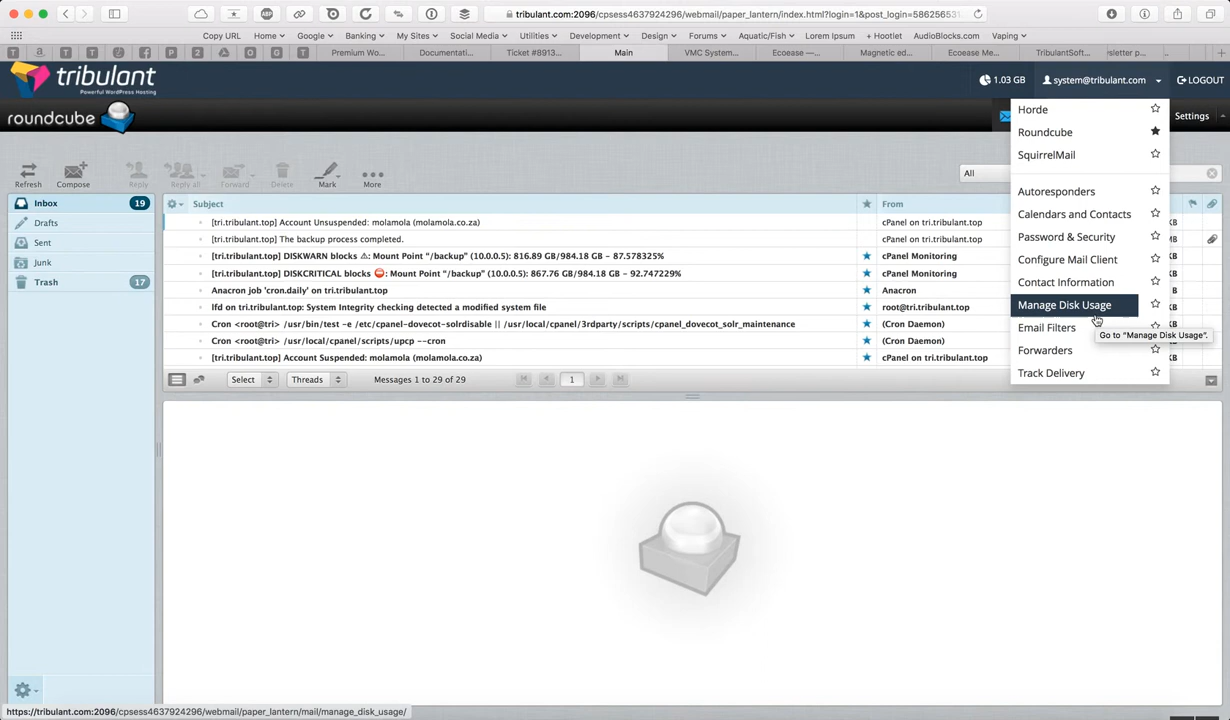 tribulant.com:2096/cpsess4637924296/webmail/paper_lantern/index.html?login=1&post_login=5862565
Copy URL Home Google Banking My Sites Social Media Utilities Development Design Forums Aquatic/Fish Lorem Ipsum + Hootlet AudioBlocks.com Vaping
Premium Wo... Documentati... Ticket #8913... Main VMC System... Ecoease —... Magnetic ed... Ecoease Me... TribulantSoft...
tribulant
Powerful WordPress Hosting
1.03 GB system@tribulant.com LOGOUT
roundcube
Settings
Horde
Roundcube
SquirrelMail
Autoresponders
Calendars and Contacts
Password & Security
Configure Mail Client
Contact Information
Manage Disk Usage
Email Filters
Forwarders
Track Delivery
Go to "Manage Disk Usage".
Refresh Compose Reply Reply all Forward Delete Mark More
All
Inbox 19
Drafts
Sent
Junk
Trash 17
Subject From
[tri.tribulant.top] Account Unsuspended: molamola (molamola.co.za) cPanel on tri.tribulant.top KB
[tri.tribulant.top] The backup process completed. cPanel on tri.tribulant.top MB
[tri.tribulant.top] DISKWARN blocks ⚠: Mount Point "/backup" (10.0.0.5): 816.89 GB/984.18 GB – 87.578325% cPanel Monitoring KB
[tri.tribulant.top] DISKCRITICAL blocks ⛔: Mount Point "/backup" (10.0.0.5): 867.76 GB/984.18 GB – 92.747229% cPanel Monitoring KB
Anacron job 'cron.daily' on tri.tribulant.top Anacron B
lfd on tri.tribulant.top: System Integrity checking detected a modified system file root@tri.tribulant.top B
Cron <root@tri> /usr/bin/test -e /etc/cpanel-dovecot-solrdisable || /usr/local/cpanel/3rdparty/scripts/cpanel_dovecot_solr_maintenance (Cron Daemon) KB
Cron <root@tri> /usr/local/cpanel/scripts/upcp --cron (Cron Daemon)
[tri.tribulant.top] Account Suspended: molamola (molamola.co.za) cPanel on tri.tribulant.top KB
Select Threads Messages 1 to 29 of 29 1
https://tribulant.com:2096/cpsess4637924296/webmail/paper_lantern/mail/manage_disk_usage/